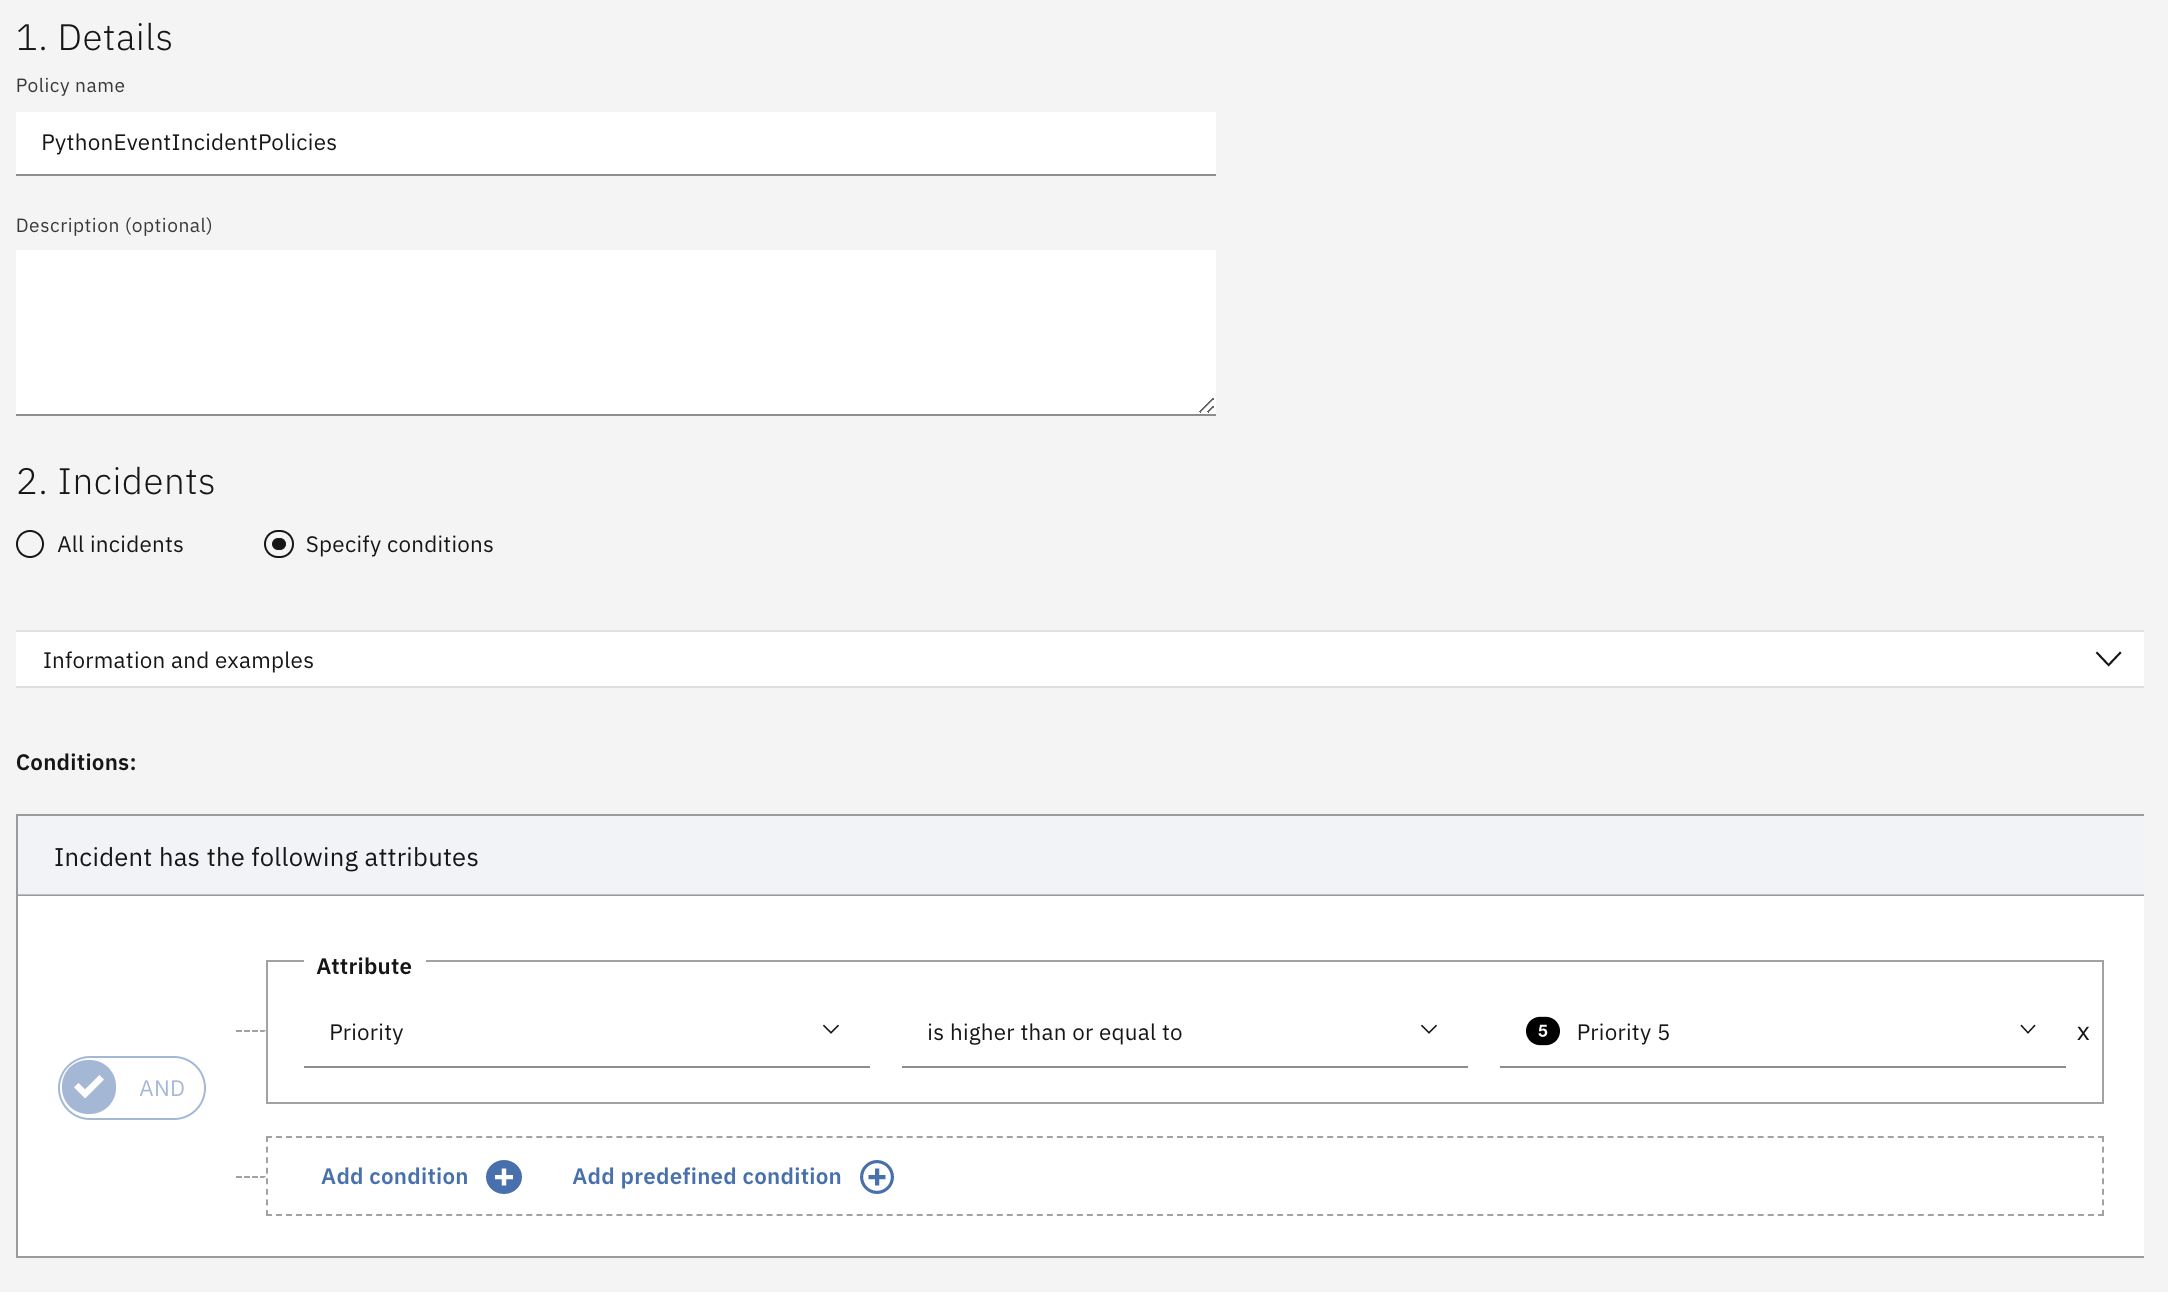 1. Details
Policy name
PythonEventIncidentPolicies
Description (optional)
2. Incidents
All incidents
Specify conditions
Information and examples
Conditions:
Incident has the following attributes
Attribute
Priority
is higher than or equal to
5 Priority 5
x
AND
Add condition
Add predefined condition